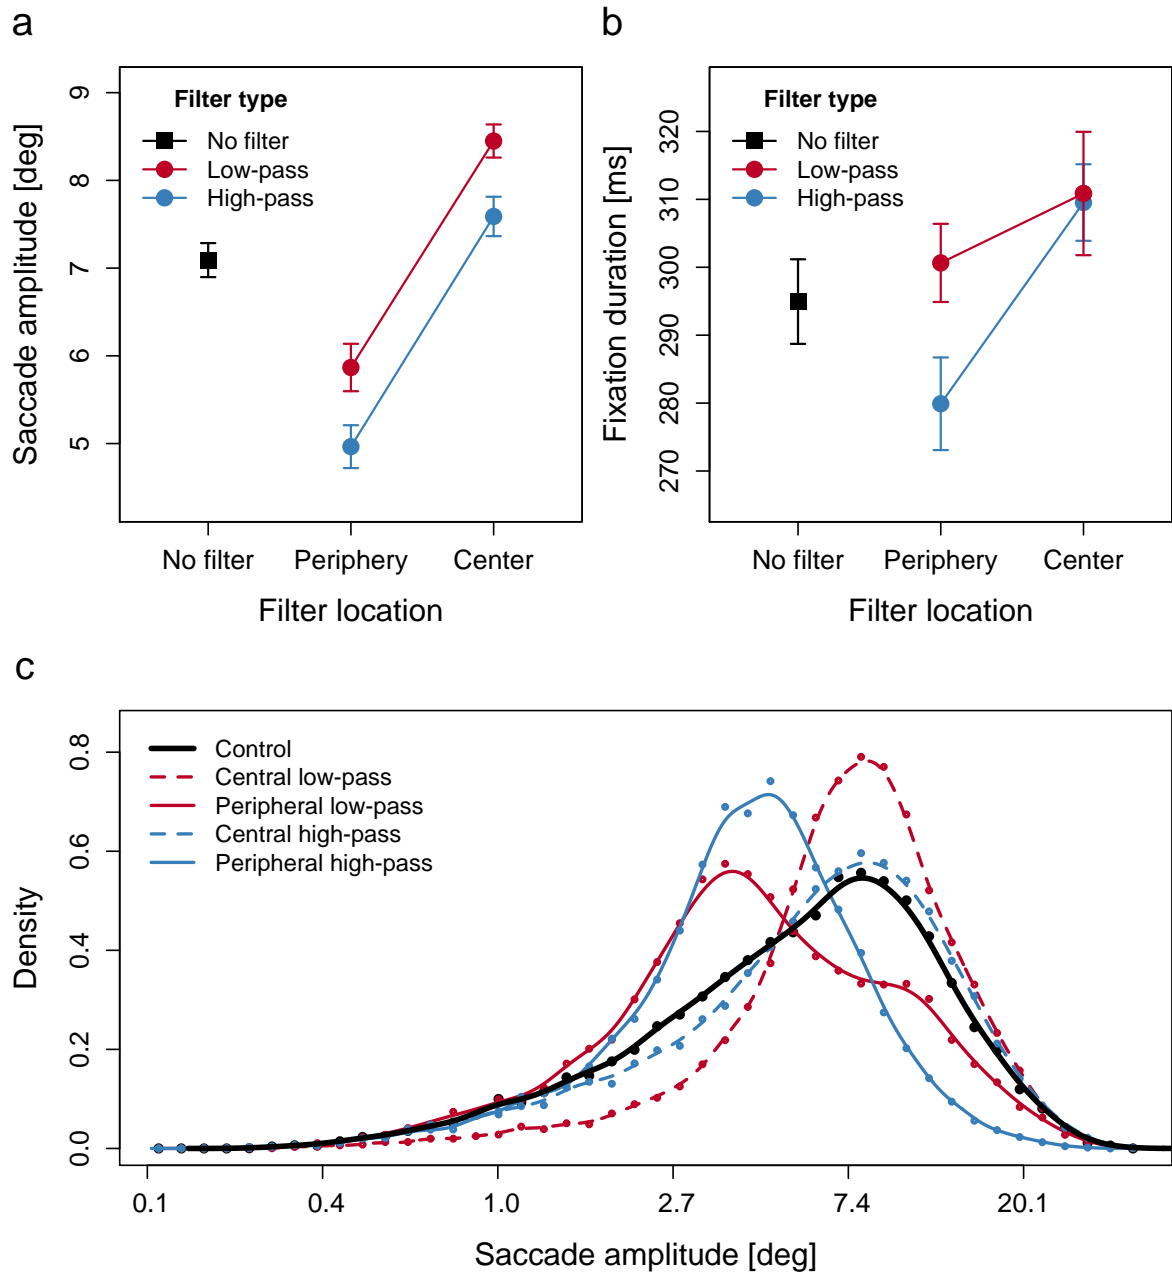 a
Saccade amplitude [deg]
9
8
7
6
5
Filter type
No filter
Low-pass
High-pass
No filter
Periphery
Center
Filter location
b
Fixation duration [ms]
320
310
300
290
280
270
Filter type
No filter
Low-pass
High-pass
No filter
Periphery
Center
Filter location
c
Density
0.8
0.6
0.4
0.2
0.0
Control
Central low-pass
Peripheral low-pass
Central high-pass
Peripheral high-pass
0.1 0.4 1.0 2.7 7.4 20.1
Saccade amplitude [deg]